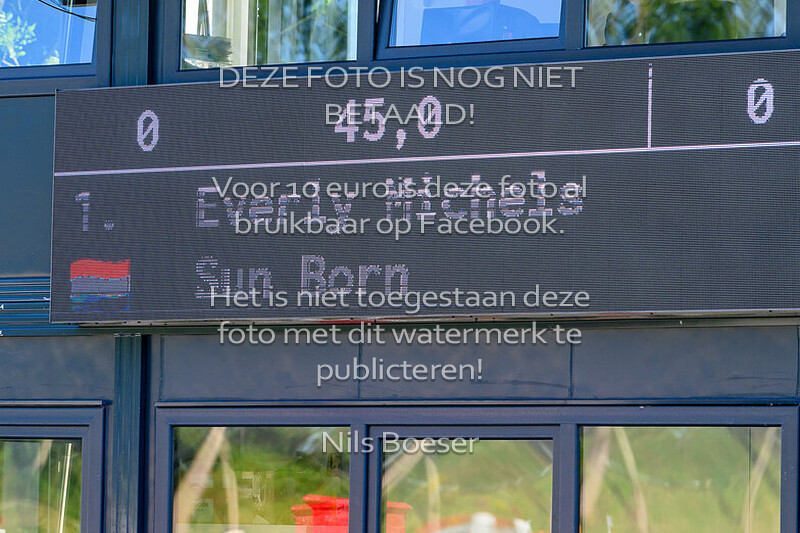 DEZE FOTO IS NOG NIET
BETAALD!
0 45,0 0
Voor 10 euro is deze foto al
bruikbaar op Facebook.
1. Everly Michels
Sun Born
Het is niet toegestaan deze
foto met dit watermerk te
publiceren!
Nils Boeser